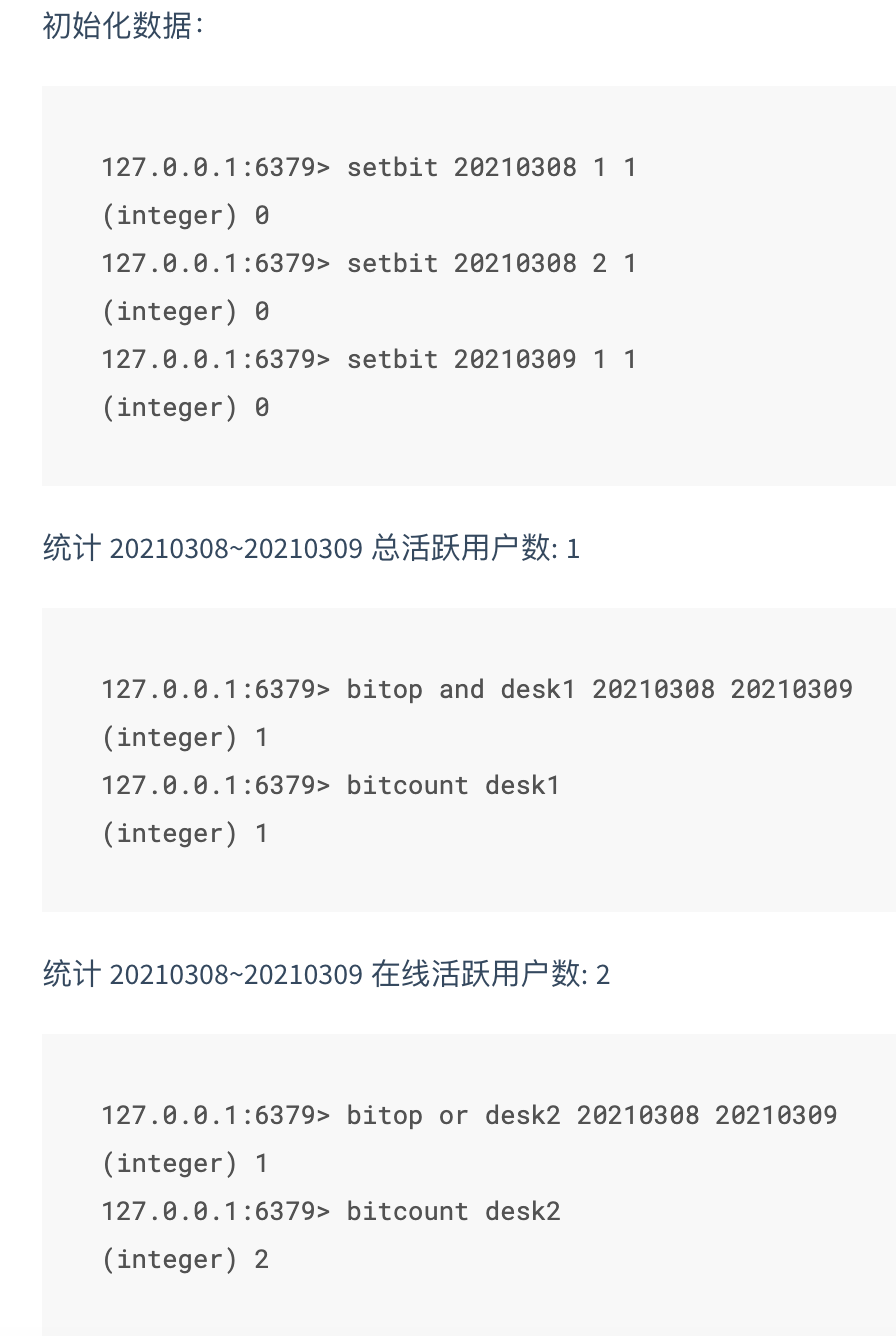 初始化数据：
127.0.0.1:6379> setbit 20210308 1 1
(integer) 0
127.0.0.1:6379> setbit 20210308 2 1
(integer) 0
127.0.0.1:6379> setbit 20210309 1 1
(integer) 0
统计 20210308~20210309 总活跃用户数: 1
127.0.0.1:6379> bitop and desk1 20210308 20210309
(integer) 1
127.0.0.1:6379> bitcount desk1
(integer) 1
统计 20210308~20210309 在线活跃用户数: 2
127.0.0.1:6379> bitop or desk2 20210308 20210309
(integer) 1
127.0.0.1:6379> bitcount desk2
(integer) 2